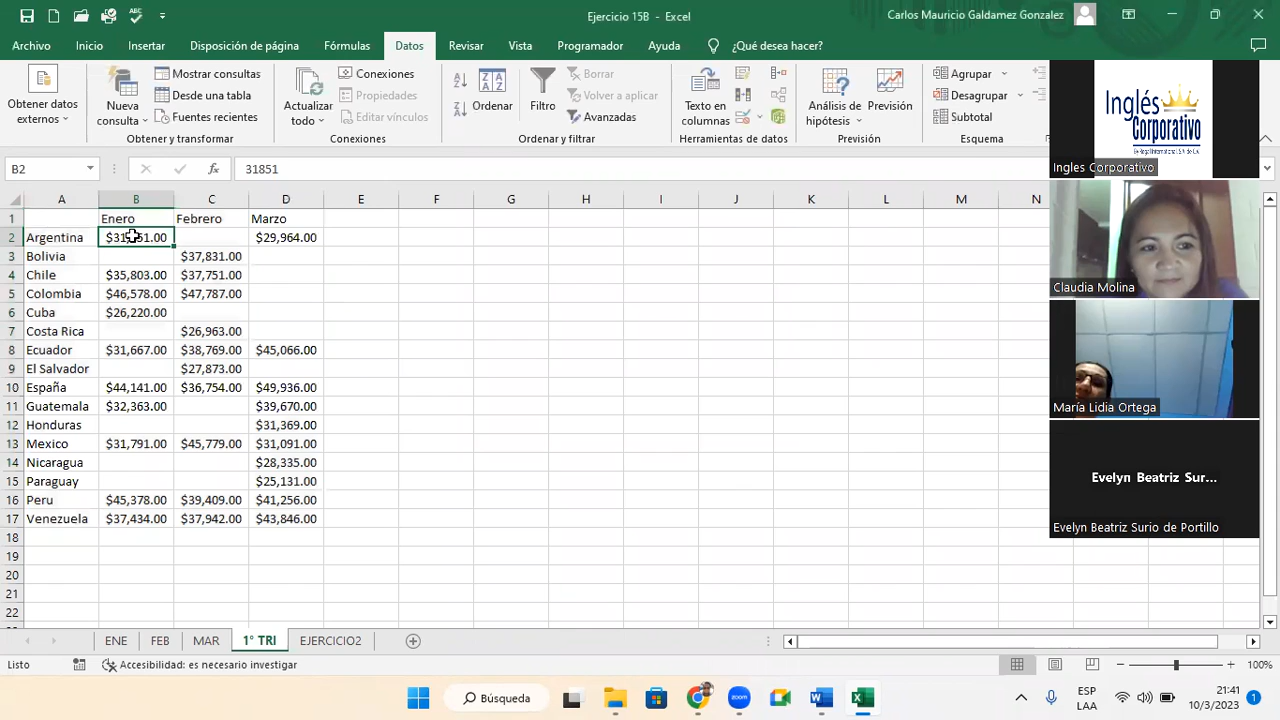 Ejercicio 15B - Excel
Carlos Mauricio Galdamez Gonzalez
Archivo Inicio Insertar Disposición de página Fórmulas Datos Revisar Vista Programador Ayuda ¿Qué desea hacer?
Obtener datos externos
Nueva consulta
Mostrar consultas
Desde una tabla
Fuentes recientes
Obtener y transformar
Actualizar todo
Conexiones
Propiedades
Editar vínculos
Conexiones
Ordenar
Filtro
Borrar
Volver a aplicar
Avanzadas
Ordenar y filtrar
Texto en columnas
Herramientas de datos
Análisis de hipótesis
Previsión
Previsión
Agrupar
Desagrupar
Subtotal
Esquema
B2 fx 31851
A B C D E F G H I J K L M N
1 Enero Febrero Marzo
2 Argentina $31,851.00 $29,964.00
3 Bolivia $37,831.00
4 Chile $35,803.00 $37,751.00
5 Colombia $46,578.00 $47,787.00
6 Cuba $26,220.00
7 Costa Rica $26,963.00
8 Ecuador $31,667.00 $38,769.00 $45,066.00
9 El Salvador $27,873.00
10 España $44,141.00 $36,754.00 $49,936.00
11 Guatemala $32,363.00 $39,670.00
12 Honduras $31,369.00
13 Mexico $31,791.00 $45,779.00 $31,091.00
14 Nicaragua $28,335.00
15 Paraguay $25,131.00
16 Peru $45,378.00 $39,409.00 $41,256.00
17 Venezuela $37,434.00 $37,942.00 $43,846.00
18
19
20
21
22
ENE FEB MAR 1° TRI EJERCICIO2
Listo Accesibilidad: es necesario investigar 100%
Inglés
Corporativo
Ingles Corporativo
Claudia Molina
María Lidia Ortega
Evelyn Beatriz Sur...
Evelyn Beatriz Surio de Portillo
Búsqueda
ESP
LAA
21:41
10/3/2023
1